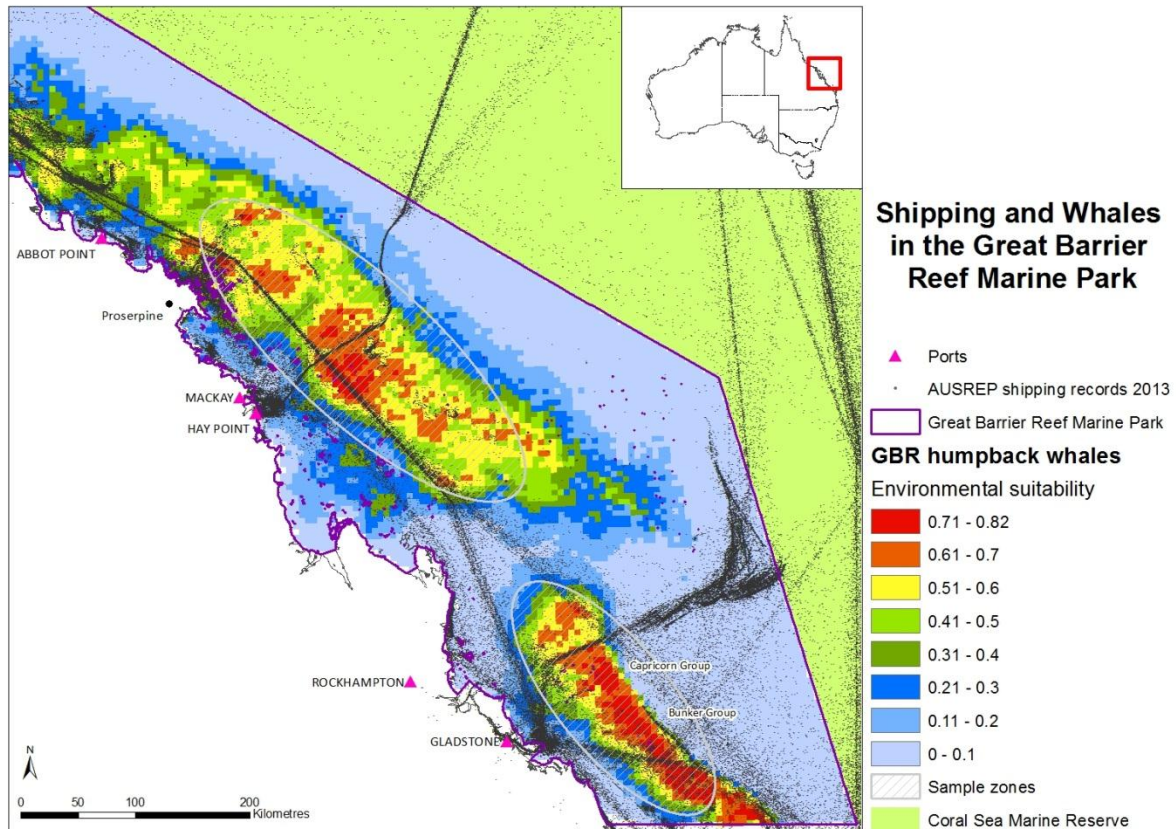 ABBOT POINT
Proserpine
MACKAY
HAY POINT
ROCKHAMPTON
GLADSTONE
Capricorn Group
Bunker Group
N
0 50 100 200
Kilometres
Shipping and Whales
in the Great Barrier
Reef Marine Park
Ports
AUSREP shipping records 2013
Great Barrier Reef Marine Park
GBR humpback whales
Environmental suitability
0.71 - 0.82
0.61 - 0.7
0.51 - 0.6
0.41 - 0.5
0.31 - 0.4
0.21 - 0.3
0.11 - 0.2
0 - 0.1
Sample zones
Coral Sea Marine Reserve